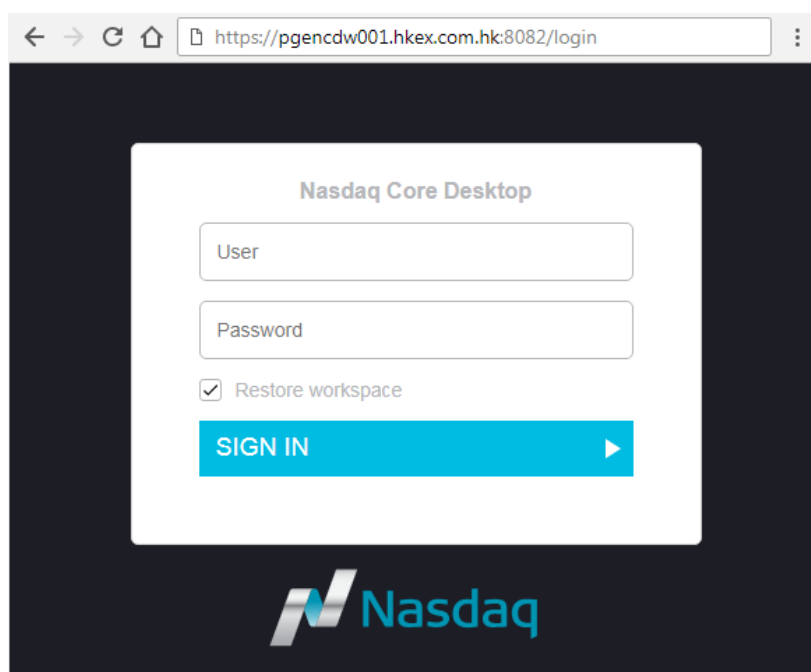 https://pgencdw001.hkex.com.hk:8082/login
Nasdaq Core Desktop
User
Password
Restore workspace
SIGN IN
Nasdaq